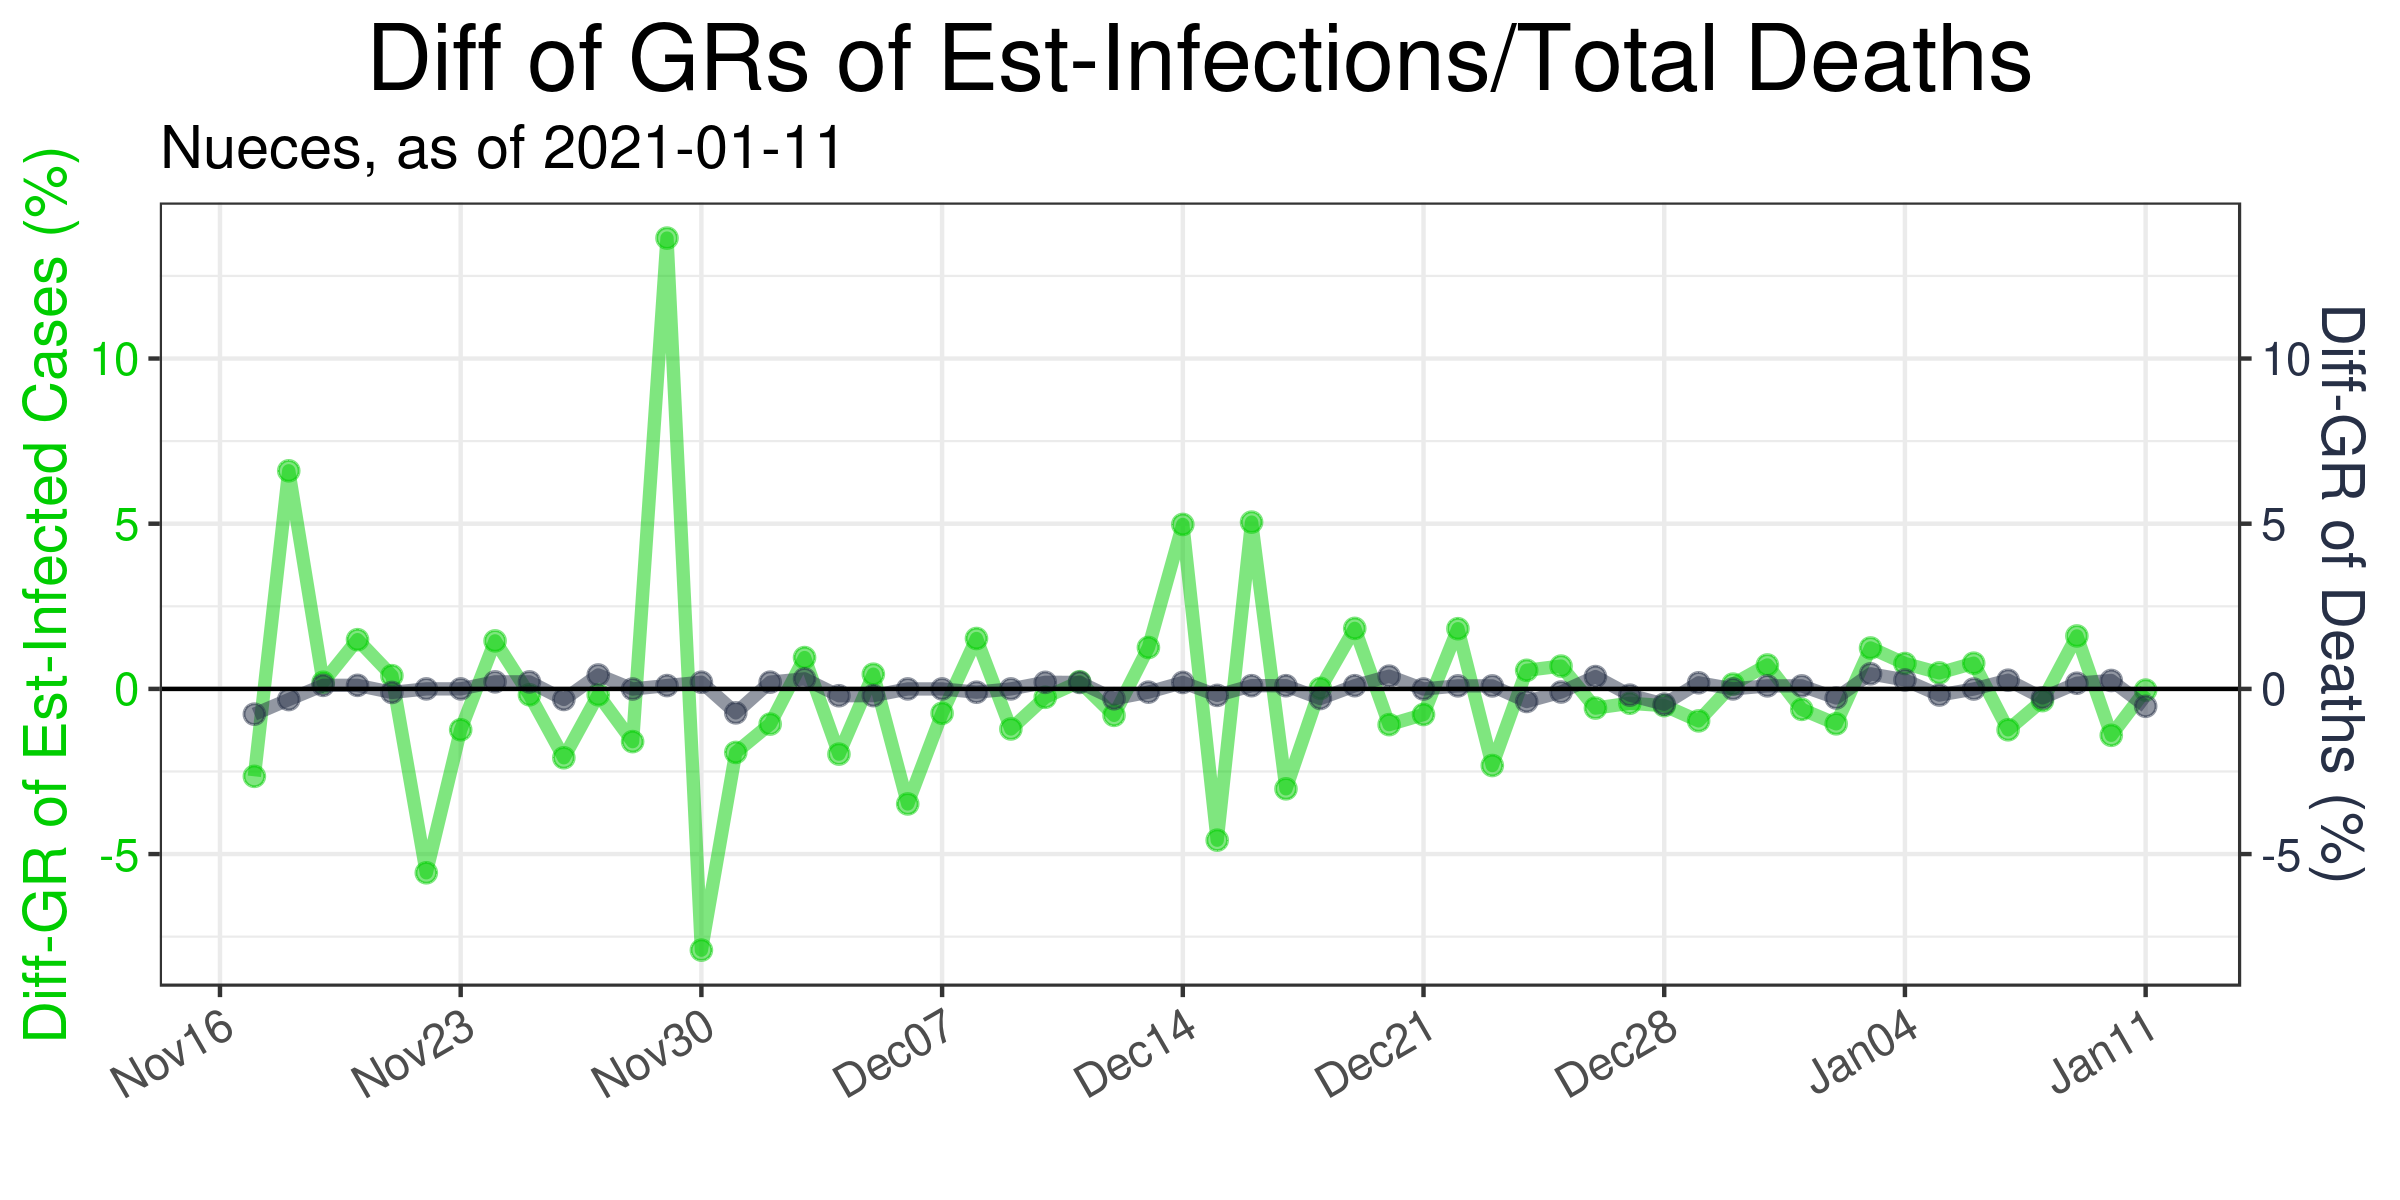 Diff of GRs of Est-Infections/Total Deaths
Nueces, as of 2021-01-11
Diff-GR of Est-Infected Cases (%)
10
5
0
-5
10
5
0
-5
Diff-GR of Deaths (%)
Nov16
Nov23
Nov30
Dec07
Dec14
Dec21
Dec28
Jan04
Jan11